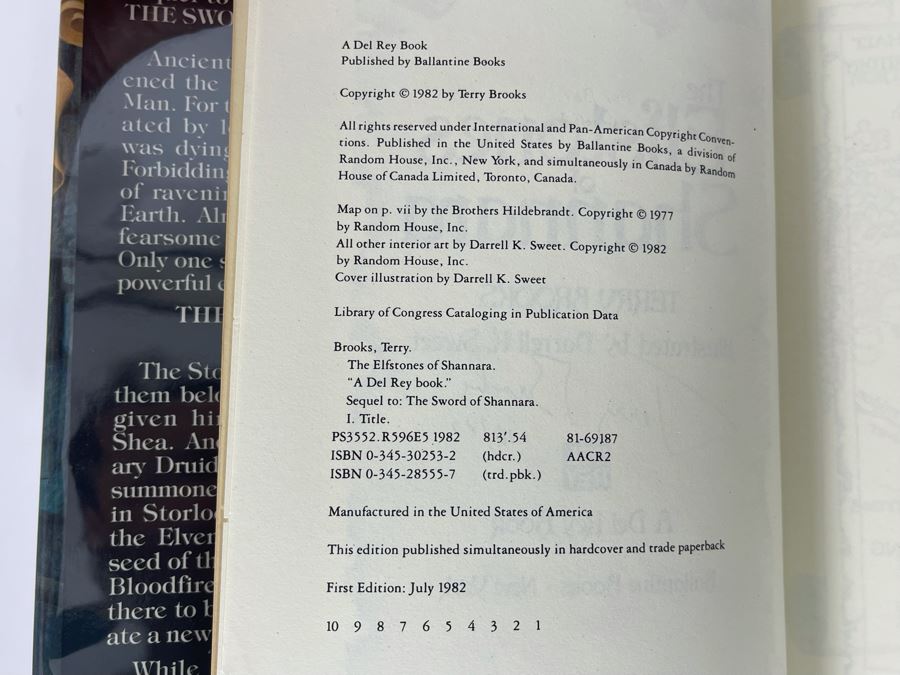 THE SWO
Ancient
ened the
Man. For t
ated by
was dying
Forbidding
of raveni
Earth.
fearsome
Only one s
powerful
THE
The Sto
them belo
given hi
Shea. An
ary Druid
summone
in Storlo
the Elven
seed of th
Bloodfire
there to b
ate a new
While
A Del Rey Book
Published by Ballantine Books
Copyright © 1982 by Terry Brooks
All rights reserved under International and Pan-American Copyright Conven-
tions. Published in the United States by Ballantine Books, a division of
Random House, Inc., New York, and simultaneously in Canada by Random
House of Canada Limited, Toronto, Canada.
Map on p. vii by the Brothers Hildebrandt. Copyright © 1977
by Random House, Inc.
All other interior art by Darrell K. Sweet. Copyright © 1982
by Random House, Inc.
Cover illustration by Darrell K. Sweet
Library of Congress Cataloging in Publication Data
Brooks, Terry.
The Elfstones of Shannara.
“A Del Rey book.”
Sequel to: The Sword of Shannara.
I. Title.
PS3552.R596E5 1982 813′.54 81-69187
ISBN 0-345-30253-2 (hdcr.) AACR2
ISBN 0-345-28555-7 (trd.pbk.)
Manufactured in the United States of America
This edition published simultaneously in hardcover and trade paperback
First Edition: July 1982
10 9 8 7 6 5 4 3 2 1